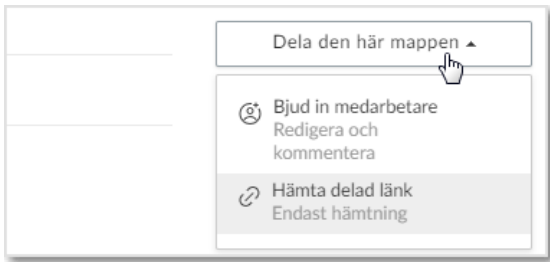 Dela den här mappen
Bjud in medarbetare
Redigera och
kommentera
Hämta delad länk
Endast hämtning